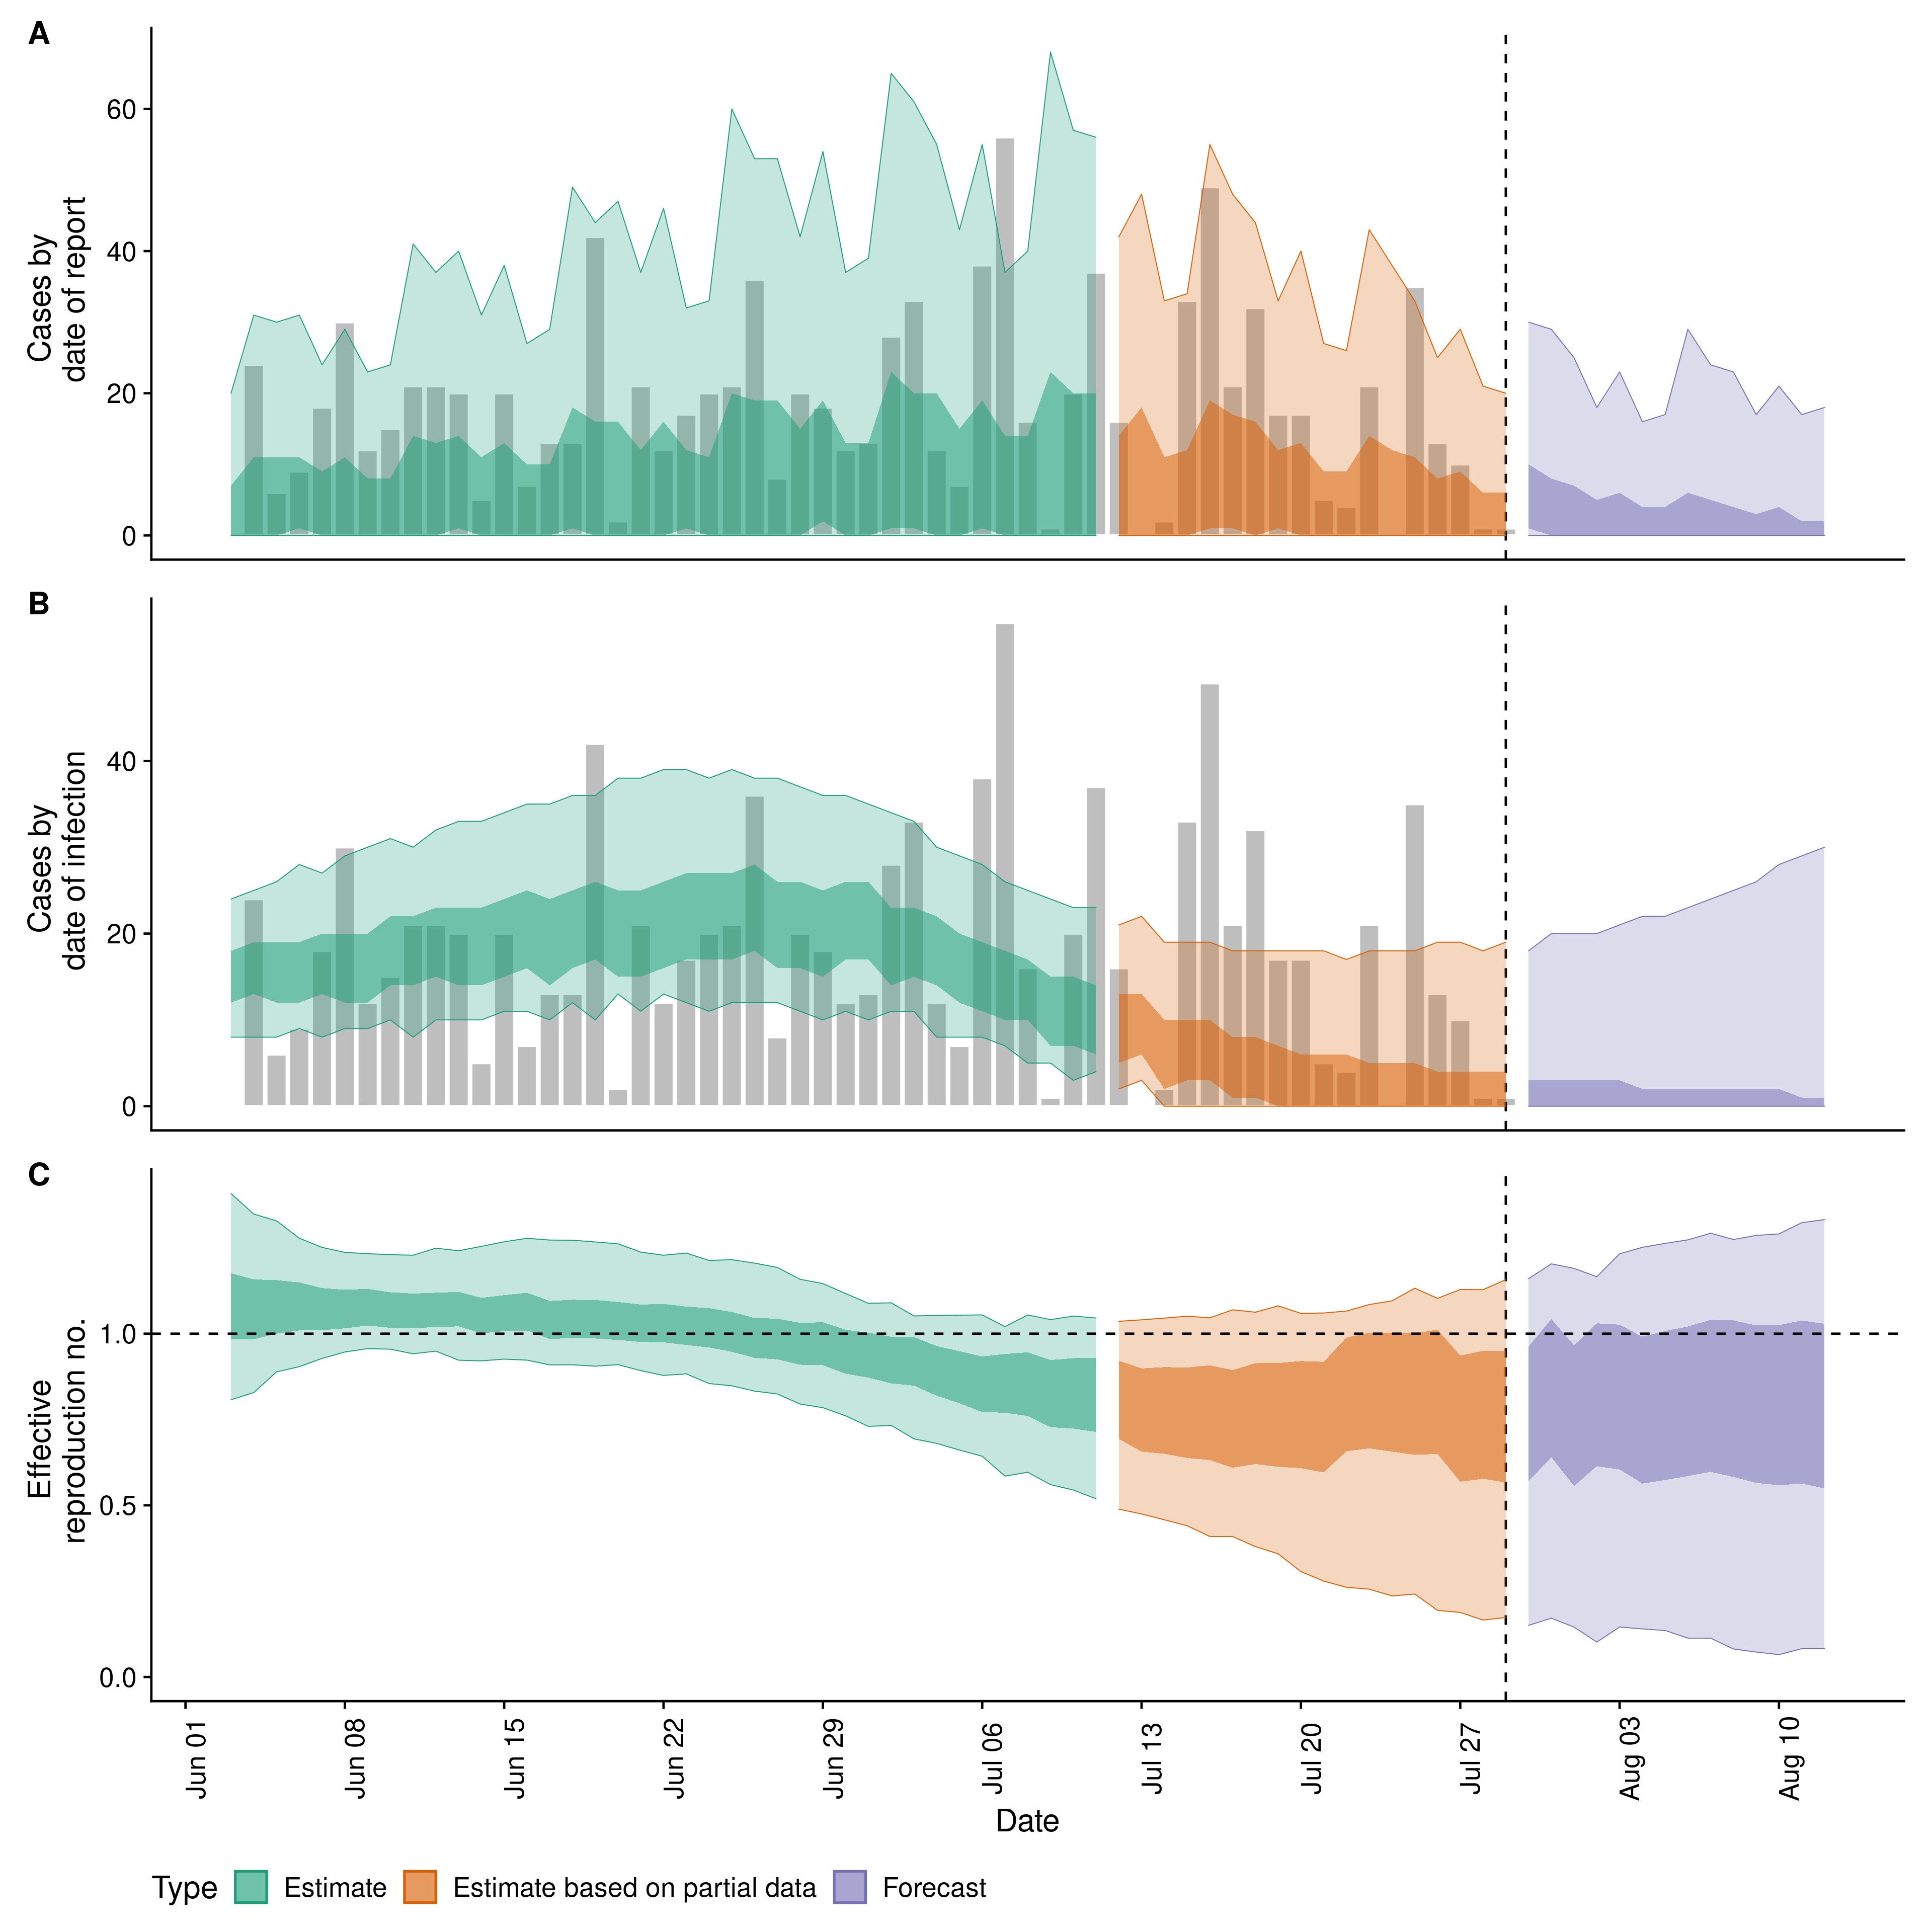 A
60
40
20
0
Cases by
date of report
B
40
20
0
Cases by
date of infection
C
1.0
0.5
0.0
Effective
reproduction no.
Jun 01
Jun 08
Jun 15
Jun 22
Jun 29
Jul 06
Jul 13
Jul 20
Jul 27
Aug 03
Aug 10
Date
Type Estimate Estimate based on partial data Forecast